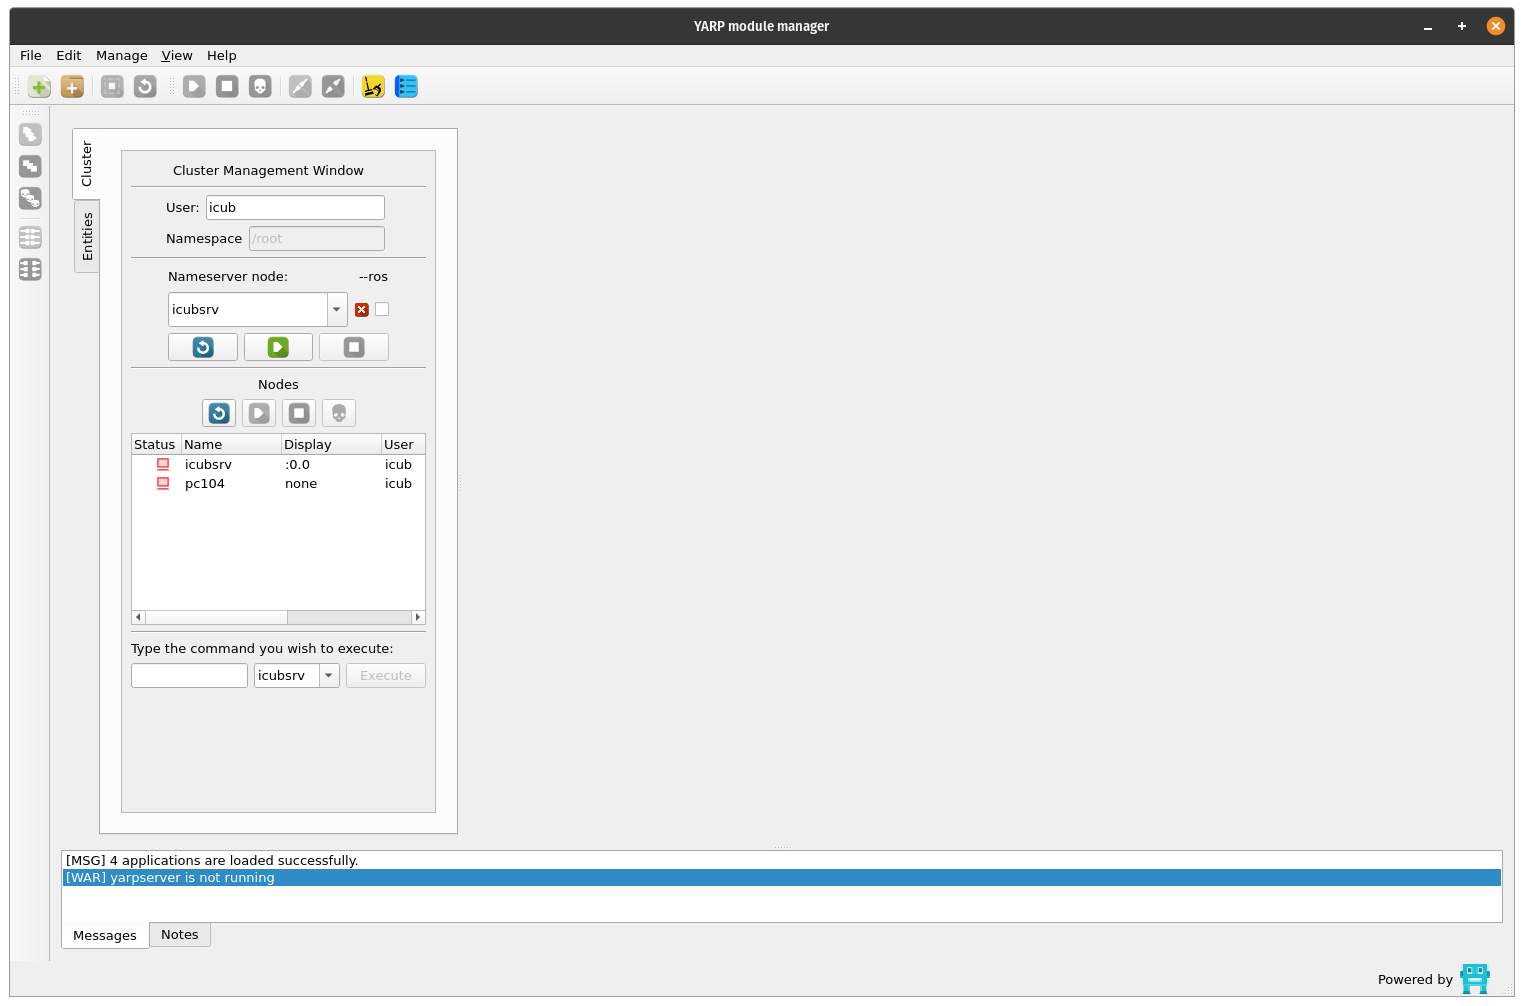 YARP module manager
File Edit Manage View Help
Cluster
Entities
Cluster Management Window
User: icub
Namespace /root
Nameserver node: --ros
icubsrv
Nodes
Status Name Display User
icubsrv :0.0 icub
pc104 none icub
Type the command you wish to execute:
icubsrv Execute
[MSG] 4 applications are loaded successfully.
[WAR] yarpserver is not running
Messages Notes
Powered by